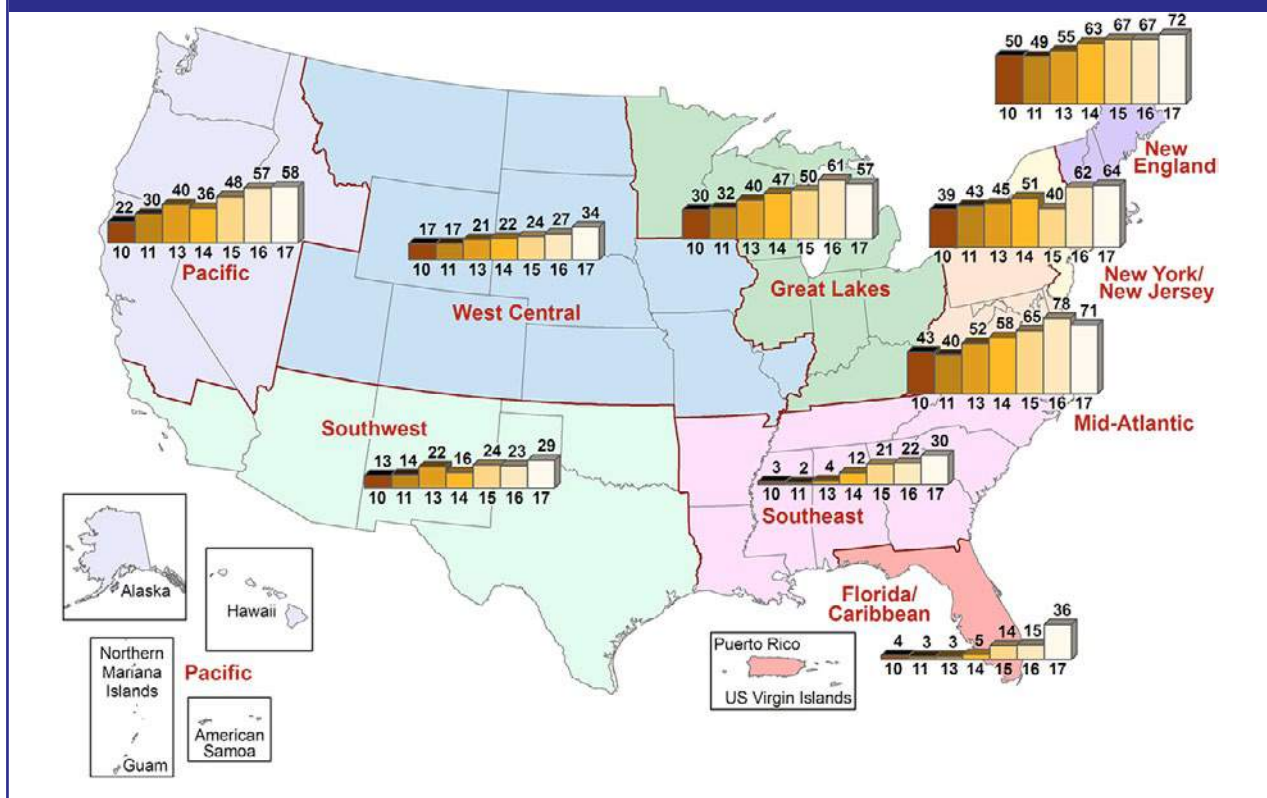 50 49 55 63 67 67 72
10 11 13 14 15 16 17
New
England
22 30 40 36 48 57 58
10 11 13 14 15 16 17
Pacific
17 17 21 22 24 27 34
10 11 13 14 15 16 17
West Central
30 32 40 47 50 61 57
10 11 13 14 15 16 17
Great Lakes
39 43 45 51 40 62 64
10 11 13 14 15 16 17
New York/
New Jersey
43 40 52 58 65 78 71
10 11 13 14 15 16 17
Mid-Atlantic
Southwest
13 14 22 16 24 23 29
10 11 13 14 15 16 17
3 2 4 12 21 22 30
10 11 13 14 15 16 17
Southeast
Florida/
Caribbean
4 3 3 5 14 15 36
10 11 13 14 15 16 17
Alaska
Hawaii
Northern
Mariana
Islands
Guam
Pacific
American
Samoa
Puerto Rico
US Virgin Islands